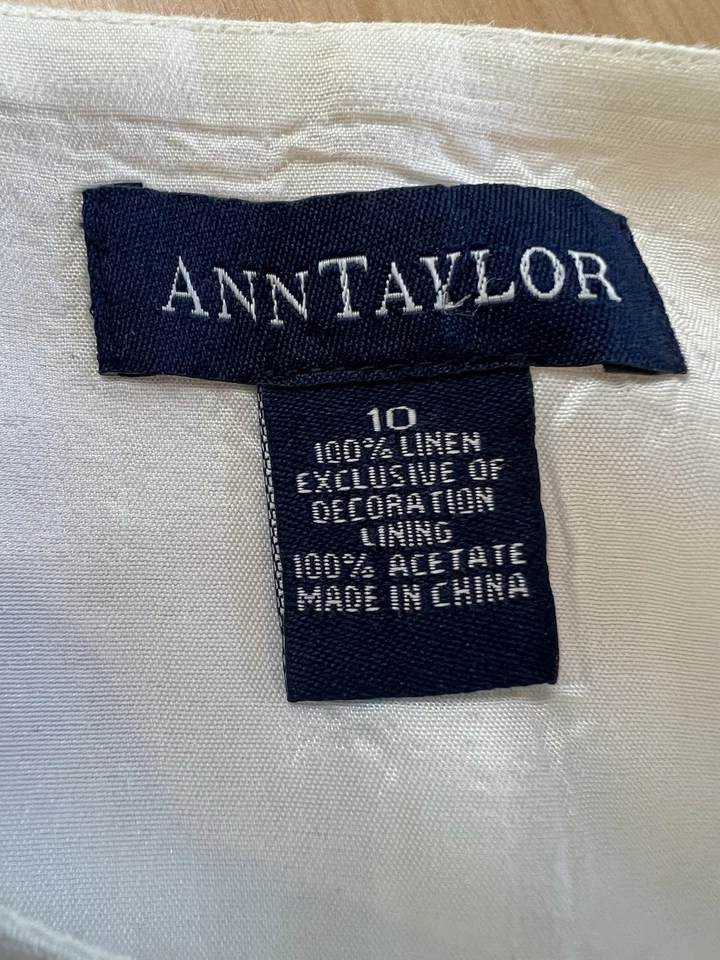 ANNTAYLOR
10
100% LINEN
EXCLUSIVE OF
DECORATION
LINING
100% ACETATE
MADE IN CHINA